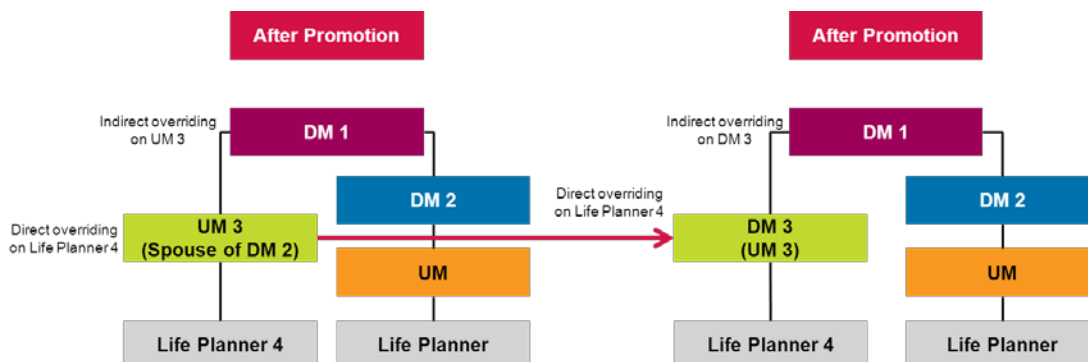 After Promotion
Indirect overriding
on UM 3
DM 1
DM 2
Direct overriding
on Life Planner 4
UM 3
(Spouse of DM 2)
UM
Life Planner 4
Life Planner
After Promotion
Indirect overriding
on DM 3
DM 1
Direct overriding
on Life Planner 4
DM 2
DM 3
(UM 3)
UM
Life Planner 4
Life Planner